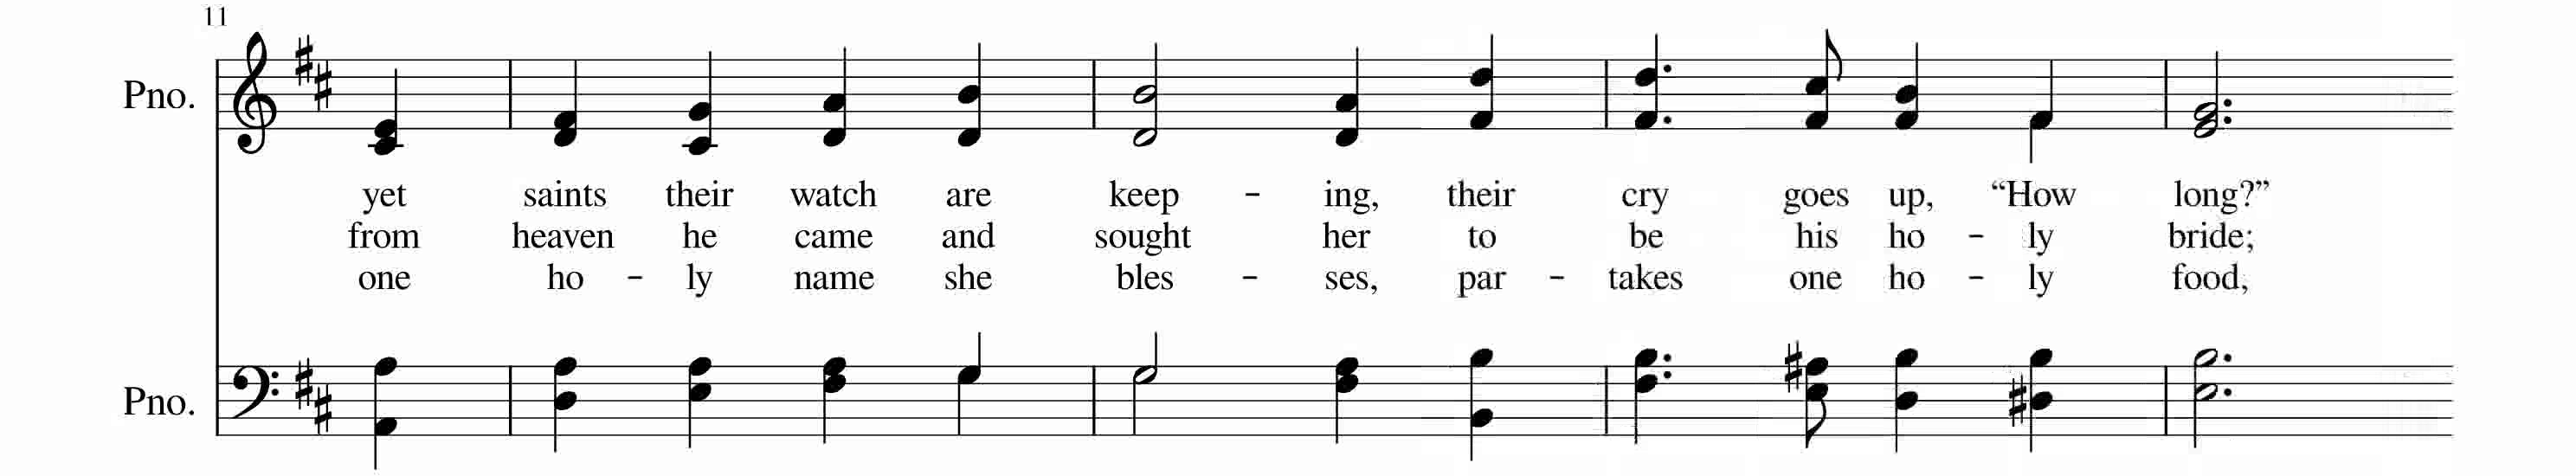 11
Pno.
yet saints their watch are keep - ing, their cry goes up, “How long?”
from heaven he came and sought her to be his ho - ly bride;
one ho - ly name she bles - ses, par - takes one ho - ly food,
Pno.